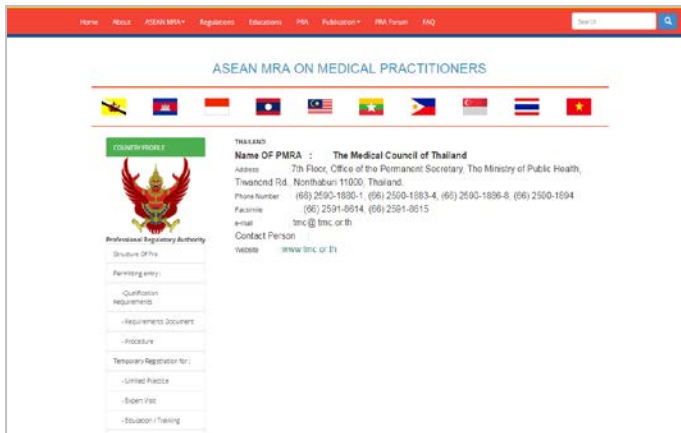 Home About ASEAN MRA Regulations Educations PRA Publication PRA Forum FAQ Search
ASEAN MRA ON MEDICAL PRACTITIONERS
COUNTRY PROFILE
Professional Regulatory Authority
Structure Of Pra
Permitting entry :
-Qualification
Requirements
- Requirements Document
- Procedure
Temporary Registration for :
- Limited Practice
- Expert Visit
- Education / Training
THAILAND
Name OF PMRA : The Medical Council of Thailand
Address 7th Floor, Office of the Permanent Secretary, The Ministry of Public Health,
Tiwanond Rd., Nonthaburi 11000, Thailand.
Phone Number (66) 2590-1880-1, (66) 2590-1883-4, (66) 2590-1886-8, (66) 2590-1894
Facsimile (66) 2591-8614, (66) 2591-8615
e-mail tmc@ tmc.or.th
Contact Person :
Website www.tmc.or.th